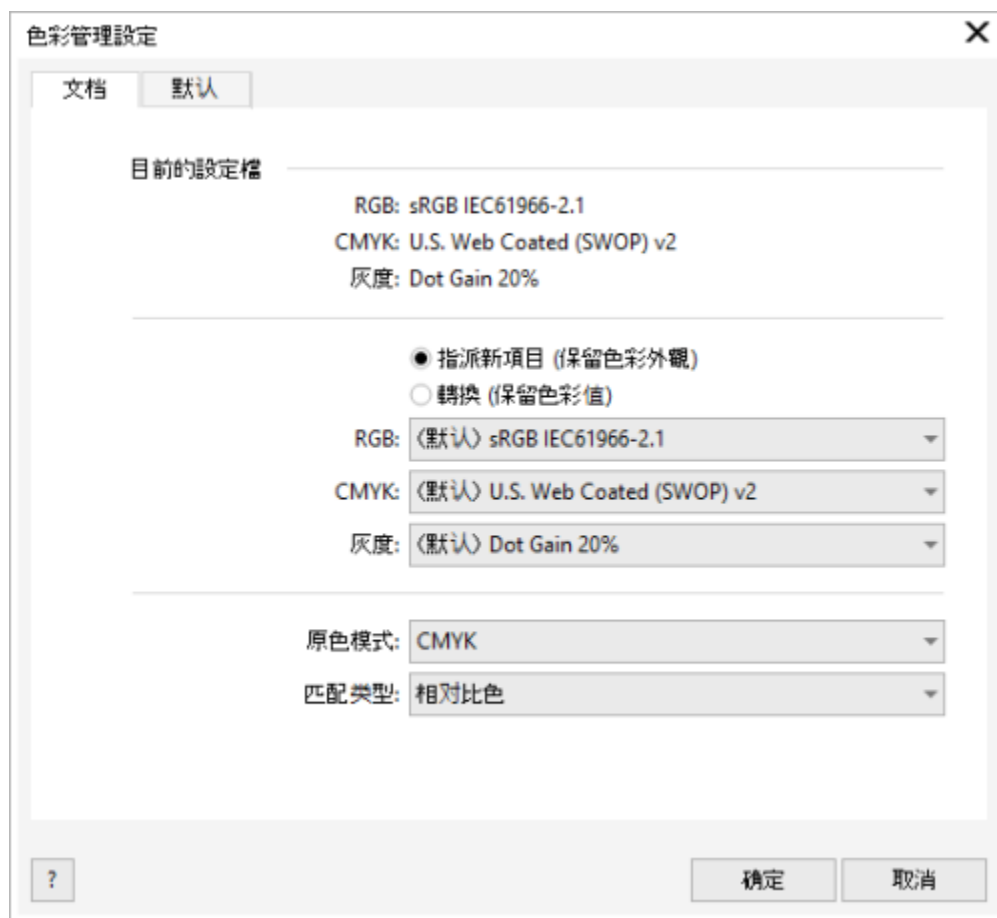 色彩管理設定
文档 默认
目前的設定檔
RGB: sRGB IEC61966-2.1
CMYK: U.S. Web Coated (SWOP) v2
灰度: Dot Gain 20%
指派新項目 (保留色彩外觀)
轉換 (保留色彩值)
RGB: (默认) sRGB IEC61966-2.1
CMYK: (默认) U.S. Web Coated (SWOP) v2
灰度: (默认) Dot Gain 20%
原色模式: CMYK
匹配类型: 相对比色
? 确定 取消